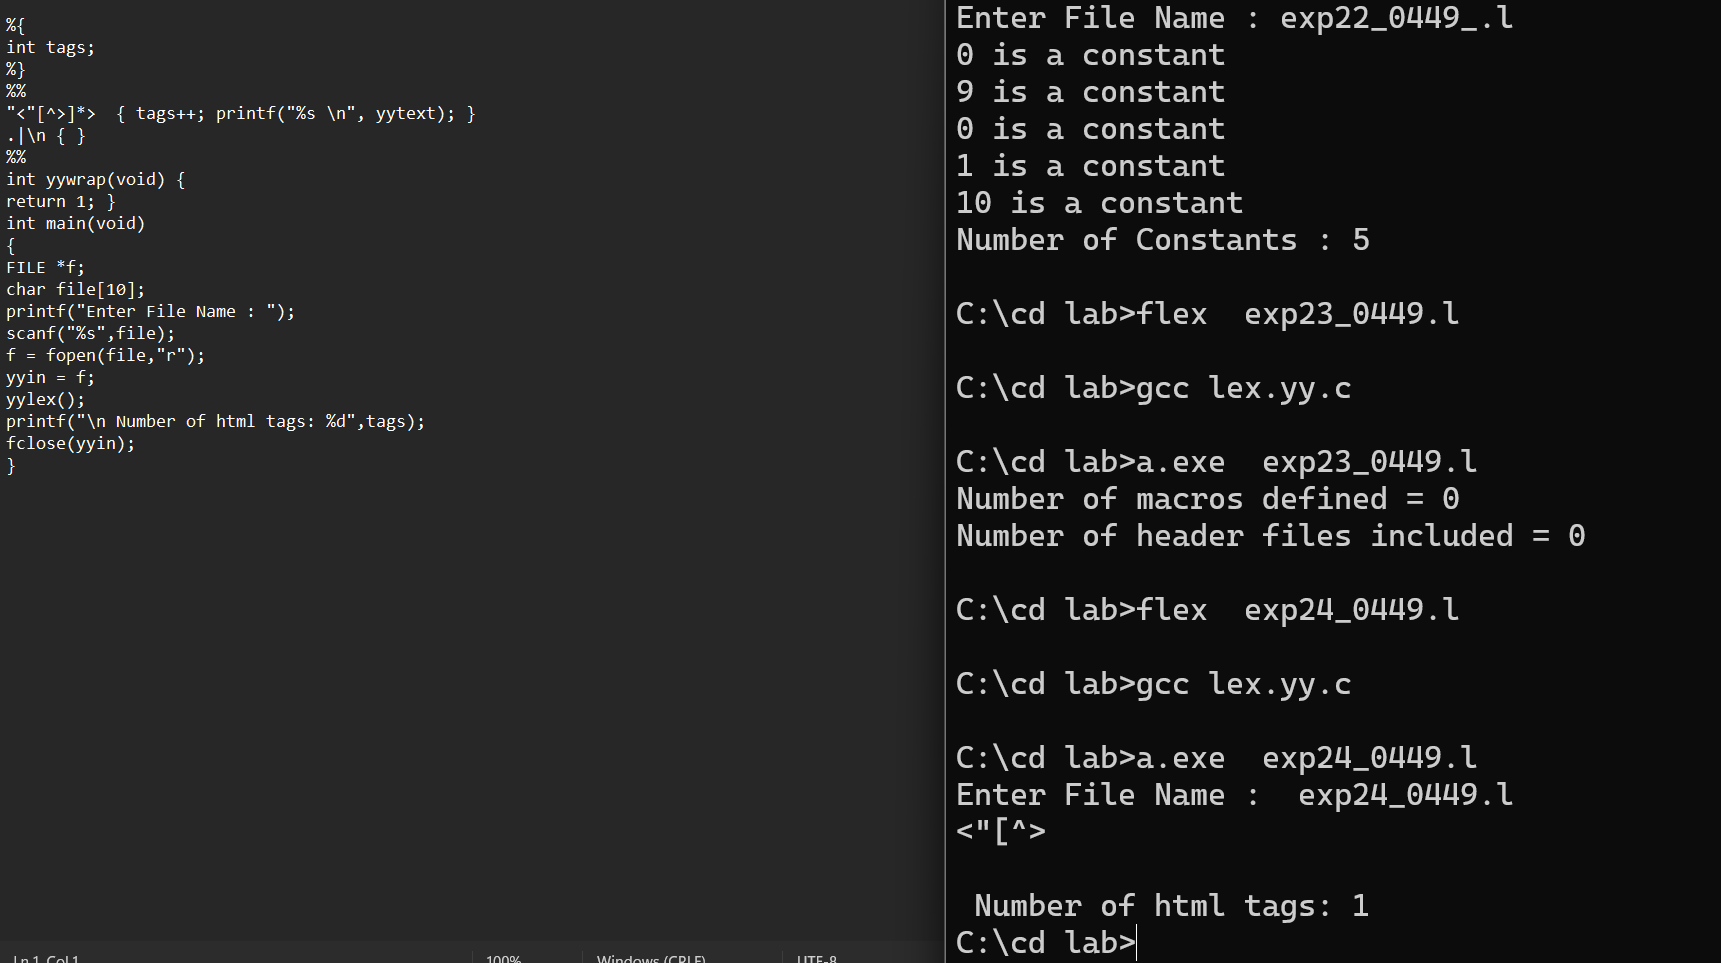 %{
int tags;
%}
%%
"<"[^>]*>  { tags++; printf("%s \n", yytext); }
.|\n { }
%%
int yywrap(void) {
return 1; }
int main(void)
{
FILE *f;
char file[10];
printf("Enter File Name : ");
scanf("%s",file);
f = fopen(file,"r");
yyin = f;
yylex();
printf("\n Number of html tags: %d",tags);
fclose(yyin);
}
Ln 1, Col 1
100%
Windows (CRLF)
UTF-8
Enter File Name : exp22_0449_.l
0 is a constant
9 is a constant
0 is a constant
1 is a constant
10 is a constant
Number of Constants : 5
C:\cd lab>flex  exp23_0449.l
C:\cd lab>gcc lex.yy.c
C:\cd lab>a.exe  exp23_0449.l
Number of macros defined = 0
Number of header files included = 0
C:\cd lab>flex  exp24_0449.l
C:\cd lab>gcc lex.yy.c
C:\cd lab>a.exe  exp24_0449.l
Enter File Name :  exp24_0449.l
<"[^>
Number of html tags: 1
C:\cd lab>